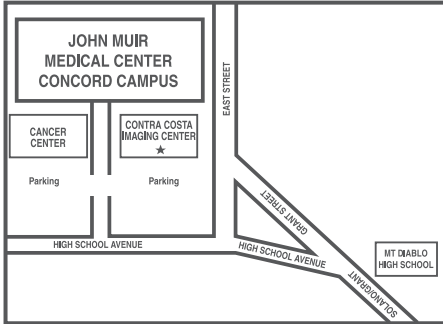 JOHN MUIR
MEDICAL CENTER
CONCORD CAMPUS
EAST STREET
CANCER
CENTER
CONTRA COSTA
IMAGING CENTER
Parking
Parking
GRANT STREET
HIGH SCHOOL AVENUE
HIGH SCHOOL AVENUE
MT DIABLO
HIGH SCHOOL
SOLANO/GRANT